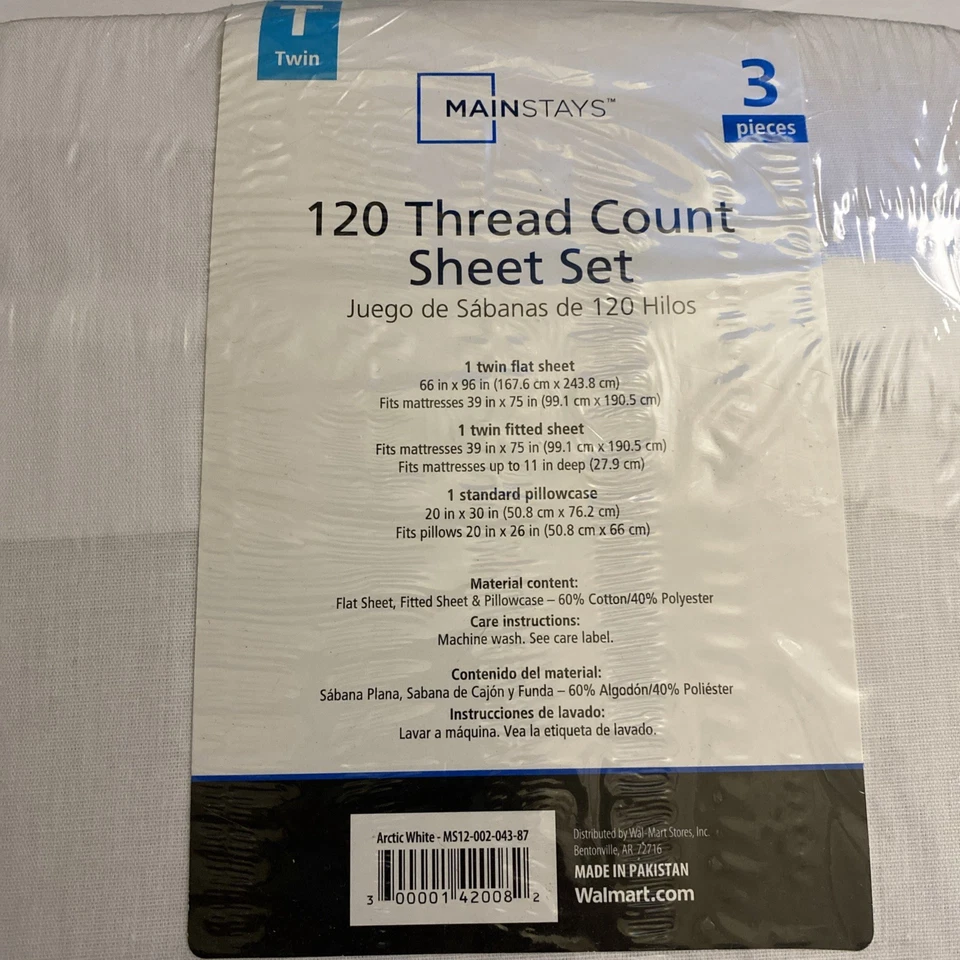 T
Twin
MAINSTAYS™
3
pieces
120 Thread Count
Sheet Set
Juego de Sábanas de 120 Hilos
1 twin flat sheet
66 in x 96 in (167.6 cm x 243.8 cm)
Fits mattresses 39 in x 75 in (99.1 cm x 190.5 cm)
1 twin fitted sheet
Fits mattresses 39 in x 75 in (99.1 cm x 190.5 cm)
Fits mattresses up to 11 in deep (27.9 cm)
1 standard pillowcase
20 in x 30 in (50.8 cm x 76.2 cm)
Fits pillows 20 in x 26 in (50.8 cm x 66 cm)
Material content:
Flat Sheet, Fitted Sheet & Pillowcase – 60% Cotton/40% Polyester
Care instructions:
Machine wash. See care label.
Contenido del material:
Sábana Plana, Sabana de Cajón y Funda – 60% Algodón/40% Poliéster
Instrucciones de lavado:
Lavar a máquina. Vea la etiqueta de lavado.
Arctic White - MS12-002-043-87
3 00001 42008 2
Distributed by Wal-Mart Stores, Inc.
Bentonville, AR 72716
MADE IN PAKISTAN
Walmart.com